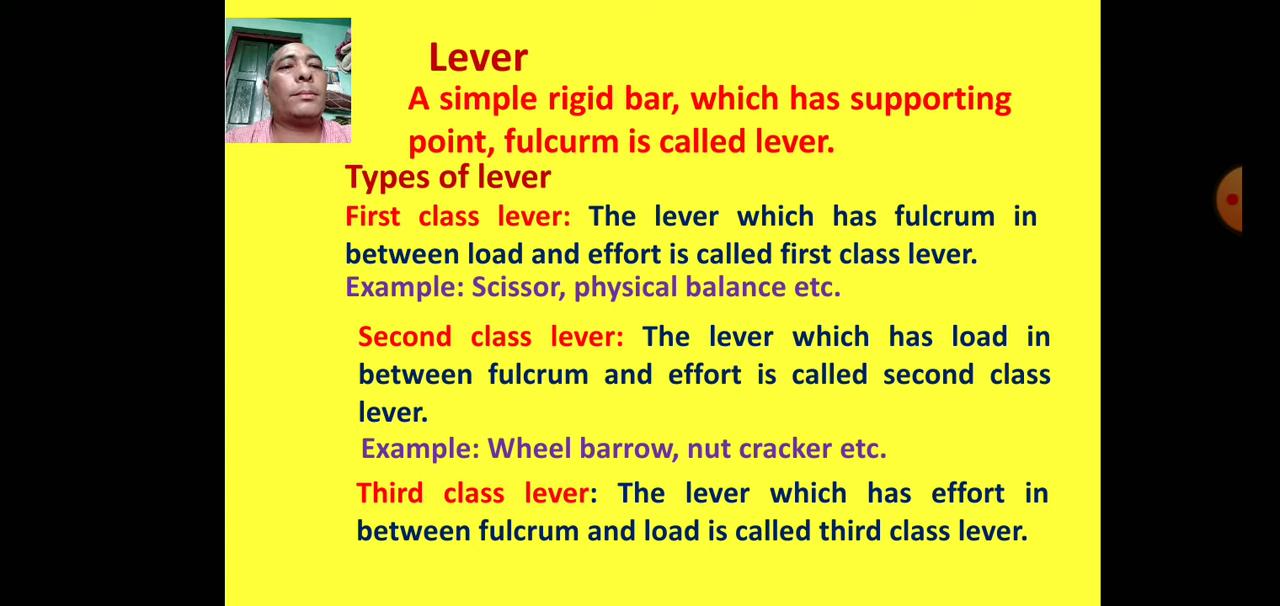 Lever
A simple rigid bar, which has supporting
point, fulcurm is called lever.
Types of lever
First class lever: The lever which has fulcrum in
between load and effort is called first class lever.
Example: Scissor, physical balance etc.
Second class lever: The lever which has load in
between fulcrum and effort is called second class
lever.
Example: Wheel barrow, nut cracker etc.
Third class lever: The lever which has effort in
between fulcrum and load is called third class lever.